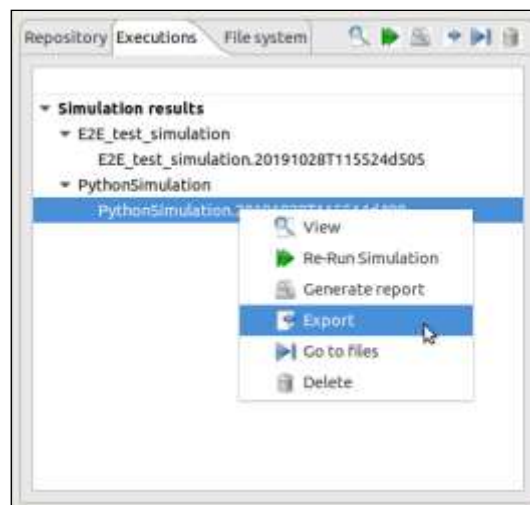 Repository Executions File system
Simulation results
E2E_test_simulation
E2E_test_simulation.20191028T115524d505
PythonSimulation
View
Re-Run Simulation
Generate report
Export
Go to files
Delete